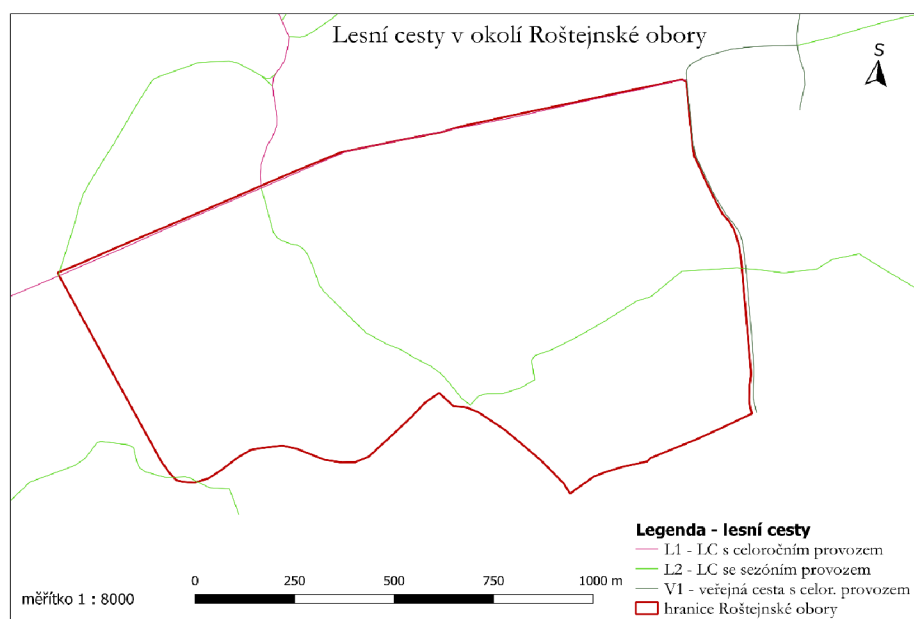 Lesní cesty v okolí Roštejnské obory
S
Legenda - lesní cesty
L1 - LC s celoročním provozem
L2 - LC se sezóním provozem
V1 - veřejná cesta s celor. provozem
hranice Roštejnské obory
měřítko 1 : 8000
0 250 500 750 1000 m